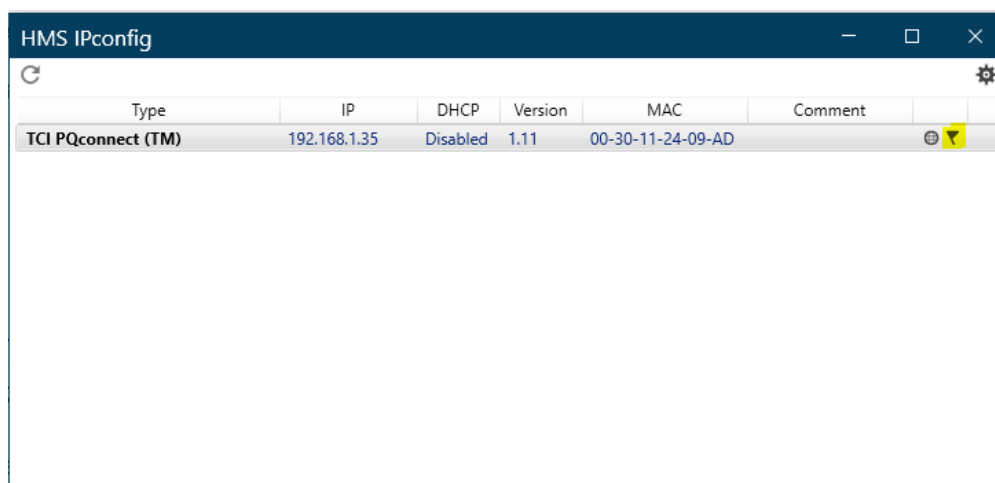 HMS IPconfig
Type IP DHCP Version MAC Comment
TCI PQconnect (TM) 192.168.1.35 Disabled 1.11 00-30-11-24-09-AD